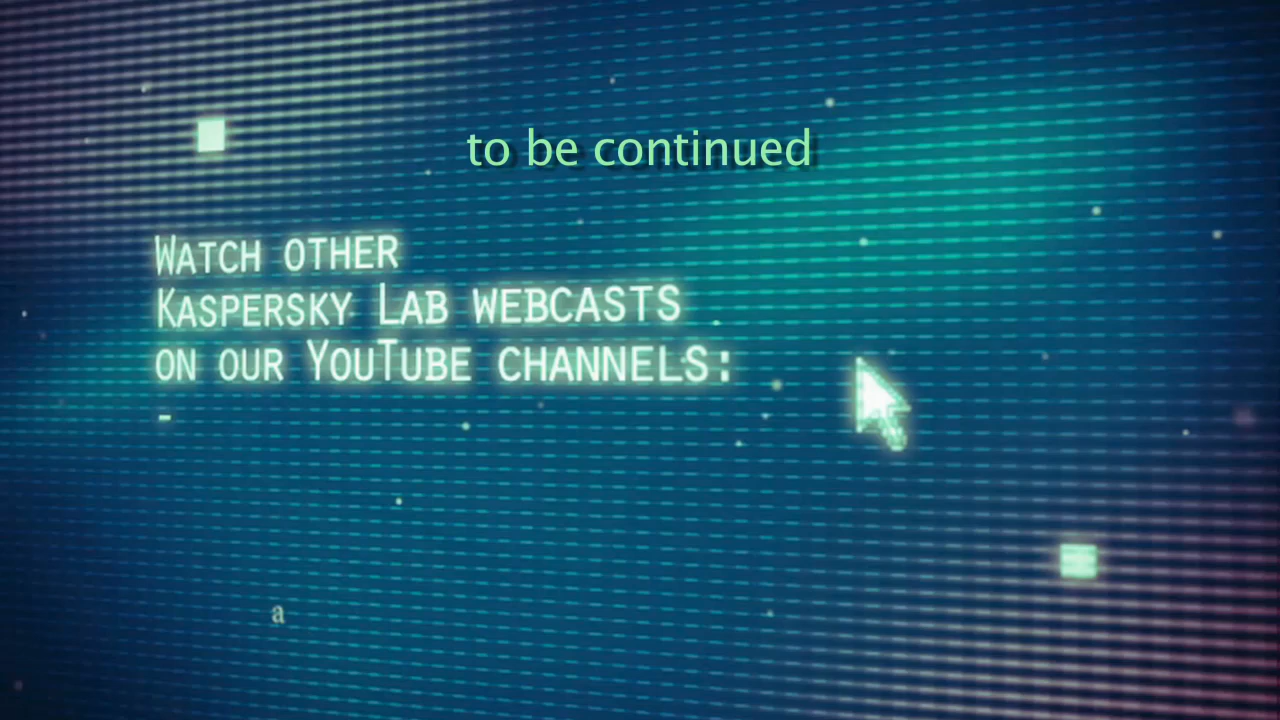 to be continued
Watch other
Kaspersky Lab webcasts
on our YouTube channels:
-
a